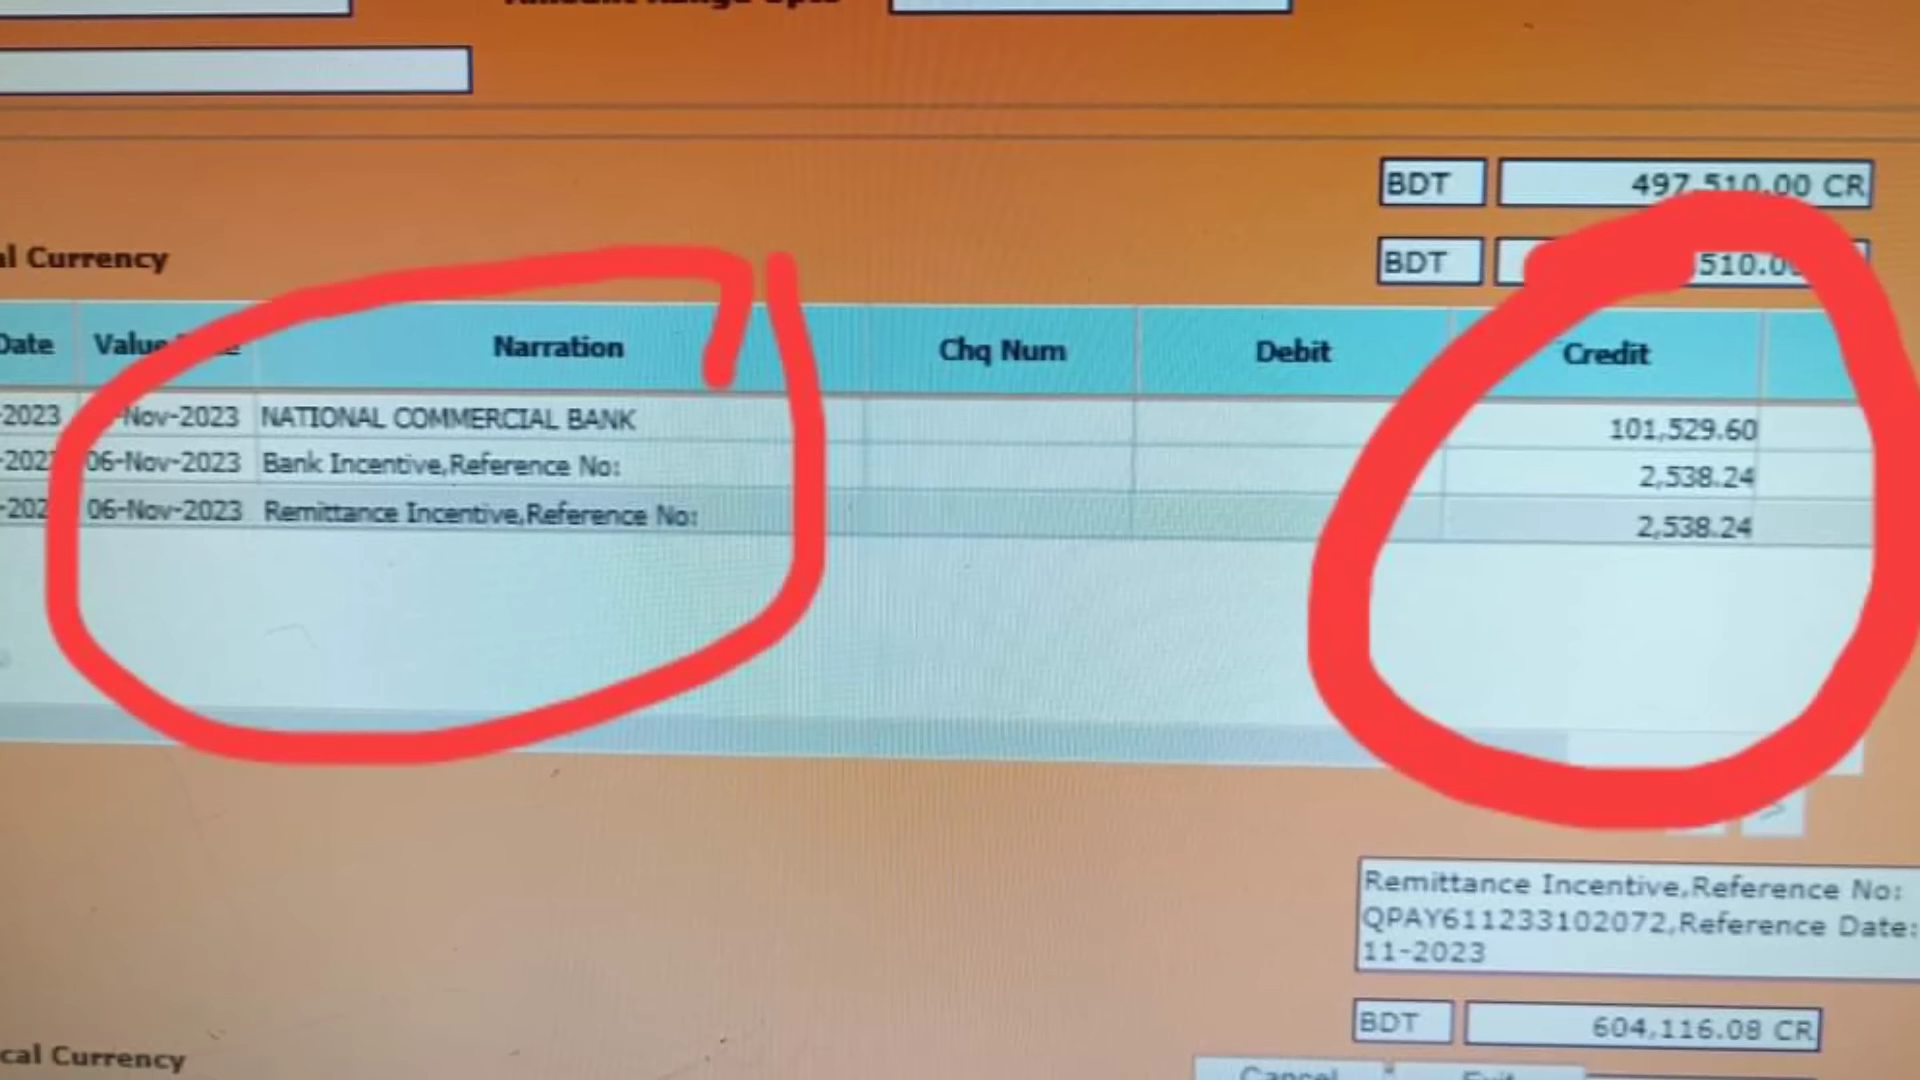 BDT 497,510.00 CR
Currency
BDT
Date Value Narration Chq Num Debit Credit
-2023 -Nov-2023 NATIONAL COMMERCIAL BANK 101,529.60
06-Nov-2023 Bank Incentive,Reference No: 2,538.24
06-Nov-2023 Remittance Incentive,Reference No: 2,538.24
Remittance Incentive,Reference No:
QPAY611233102072,Reference Date:
11-2023
BDT 604,116.08 CR
cal Currency
Cancel Exit